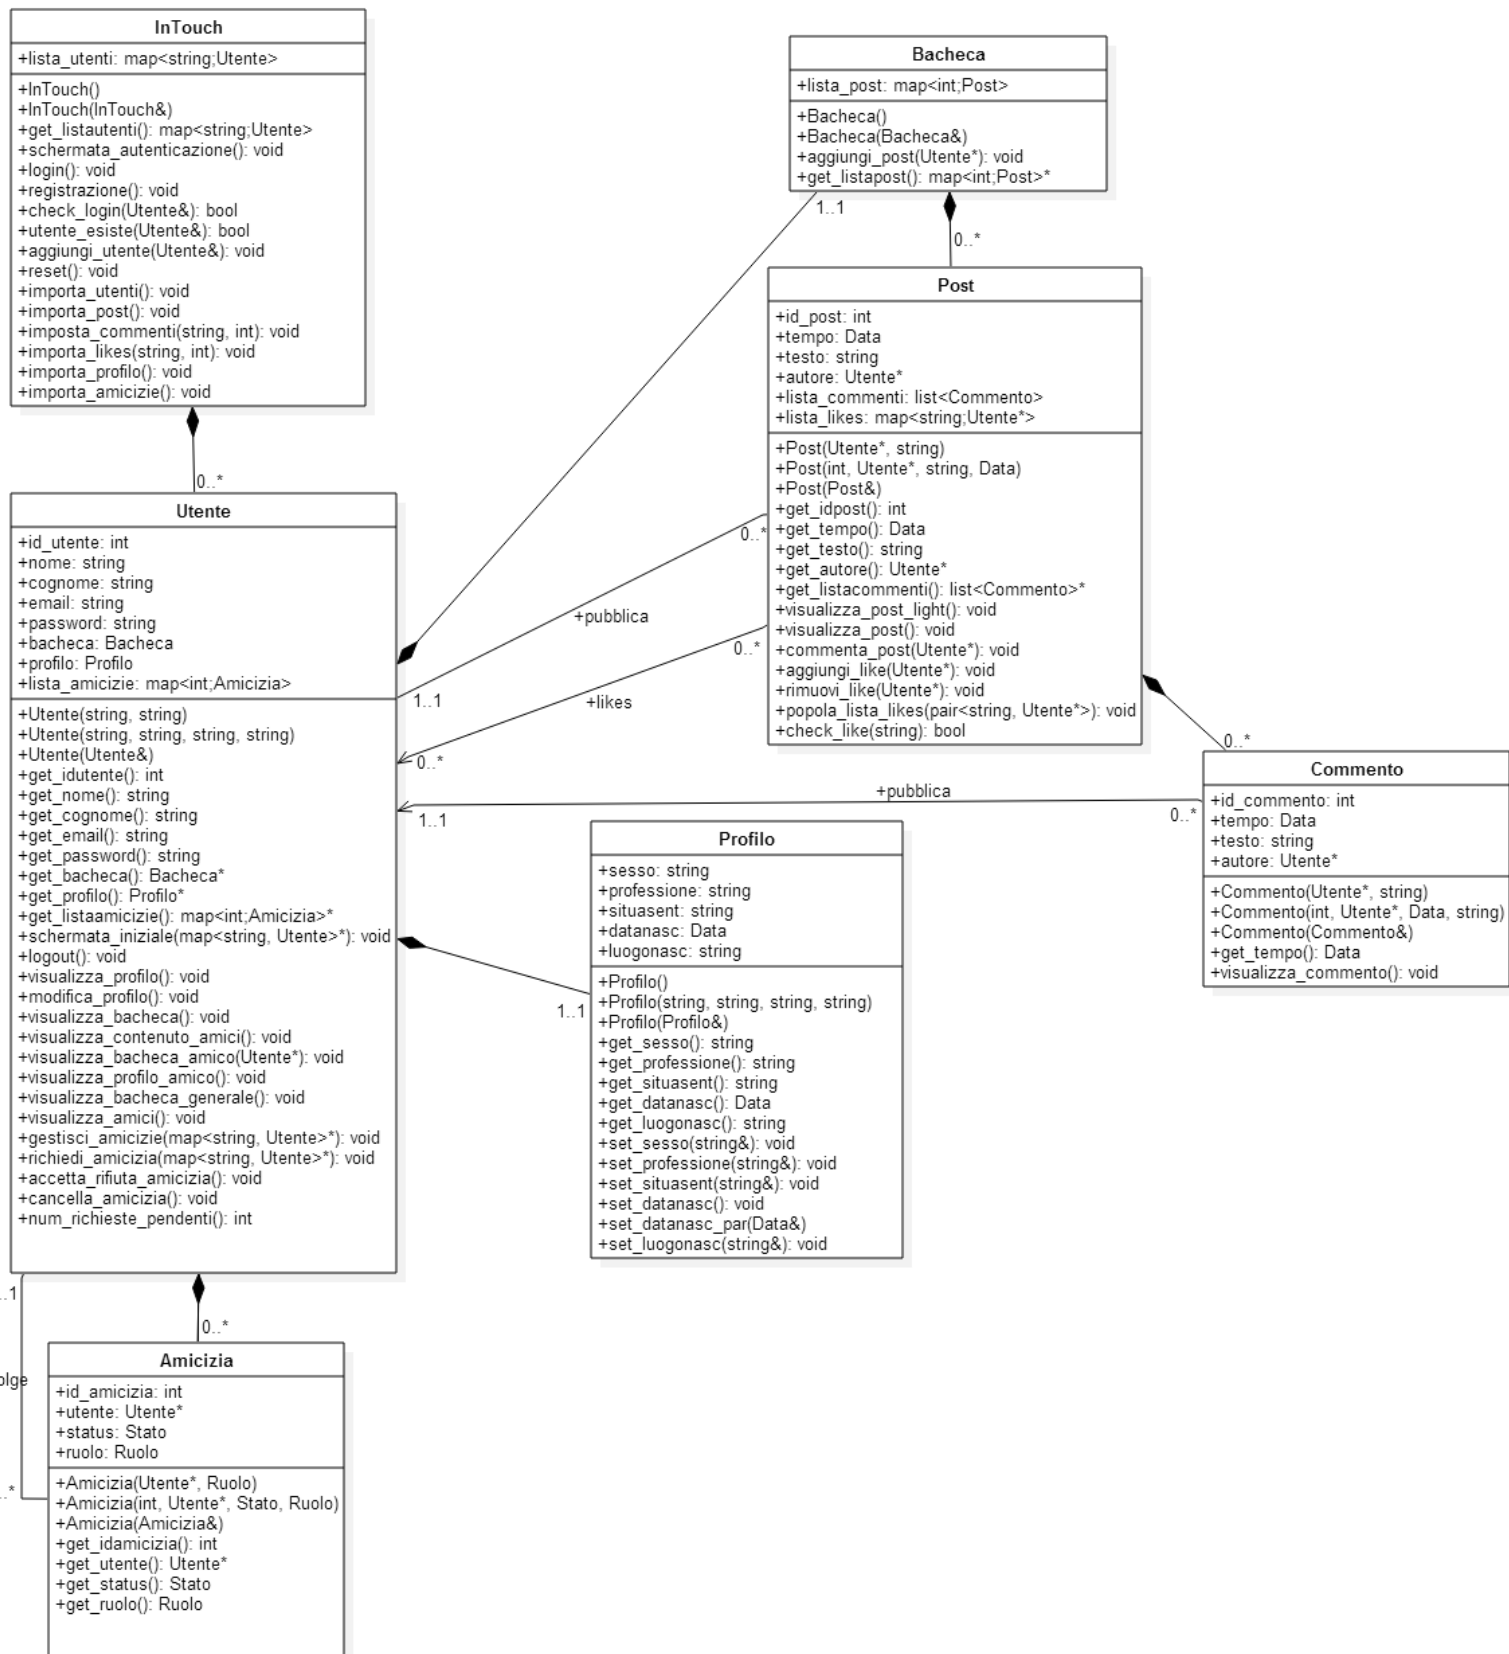 InTouch
+lista_utenti: map<string;Utente>
+InTouch()
+InTouch(InTouch&)
+get_listautenti(): map<string;Utente>
+schermata_autenticazione(): void
+login(): void
+registrazione(): void
+check_login(Utente&): bool
+utente_esiste(Utente&): bool
+aggiungi_utente(Utente&): void
+reset(): void
+importa_utenti(): void
+importa_post(): void
+imposta_commenti(string, int): void
+importa_likes(string, int): void
+importa_profilo(): void
+importa_amicizie(): void
0..*
Bacheca
+lista_post: map<int;Post>
+Bacheca()
+Bacheca(Bacheca&)
+aggiungi_post(Utente*): void
+get_listapost(): map<int;Post>*
1..1
0..*
Post
+id_post: int
+tempo: Data
+testo: string
+autore: Utente*
+lista_commenti: list<Commento>
+lista_likes: map<string;Utente*>
+Post(Utente*, string)
+Post(int, Utente*, string, Data)
+Post(Post&)
+get_idpost(): int
+get_tempo(): Data
+get_testo(): string
+get_autore(): Utente*
+get_listacommenti(): list<Commento>*
+visualizza_post_light(): void
+visualizza_post(): void
+commenta_post(Utente*): void
+aggiungi_like(Utente*): void
+rimuovi_like(Utente*): void
+popola_lista_likes(pair<string, Utente*>): void
+check_like(string): bool
Utente
+id_utente: int
+nome: string
+cognome: string
+email: string
+password: string
+bacheca: Bacheca
+profilo: Profilo
+lista_amicizie: map<int;Amicizia>
+Utente(string, string)
+Utente(string, string, string, string)
+Utente(Utente&)
+get_idutente(): int
+get_nome(): string
+get_cognome(): string
+get_email(): string
+get_password(): string
+get_bacheca(): Bacheca*
+get_profilo(): Profilo*
+get_listaamicizie(): map<int;Amicizia>*
+schermata_iniziale(map<string, Utente>*): void
+logout(): void
+visualizza_profilo(): void
+modifica_profilo(): void
+visualizza_bacheca(): void
+visualizza_contenuto_amici(): void
+visualizza_bacheca_amico(Utente*): void
+visualizza_profilo_amico(): void
+visualizza_bacheca_generale(): void
+visualizza_amici(): void
+gestisci_amicizie(map<string, Utente>*): void
+richiedi_amicizia(map<string, Utente>*): void
+accetta_rifiuta_amicizia(): void
+cancella_amicizia(): void
+num_richieste_pendenti(): int
0..*
+pubblica
1..1
0..*
+likes
0..*
0..*
+pubblica
1..1
0..*
Commento
+id_commento: int
+tempo: Data
+testo: string
+autore: Utente*
+Commento(Utente*, string)
+Commento(int, Utente*, Data, string)
+Commento(Commento&)
+get_tempo(): Data
+visualizza_commento(): void
Profilo
+sesso: string
+professione: string
+situasent: string
+datanasc: Data
+luogonasc: string
+Profilo()
+Profilo(string, string, string, string)
+Profilo(Profilo&)
+get_sesso(): string
+get_professione(): string
+get_situasent(): string
+get_datanasc(): Data
+get_luogonasc(): string
+set_sesso(string&): void
+set_professione(string&): void
+set_situasent(string&): void
+set_datanasc(): void
+set_datanasc_par(Data&)
+set_luogonasc(string&): void
1..1
..1
0..*
olge
..*
Amicizia
+id_amicizia: int
+utente: Utente*
+status: Stato
+ruolo: Ruolo
+Amicizia(Utente*, Ruolo)
+Amicizia(int, Utente*, Stato, Ruolo)
+Amicizia(Amicizia&)
+get_idamicizia(): int
+get_utente(): Utente*
+get_status(): Stato
+get_ruolo(): Ruolo